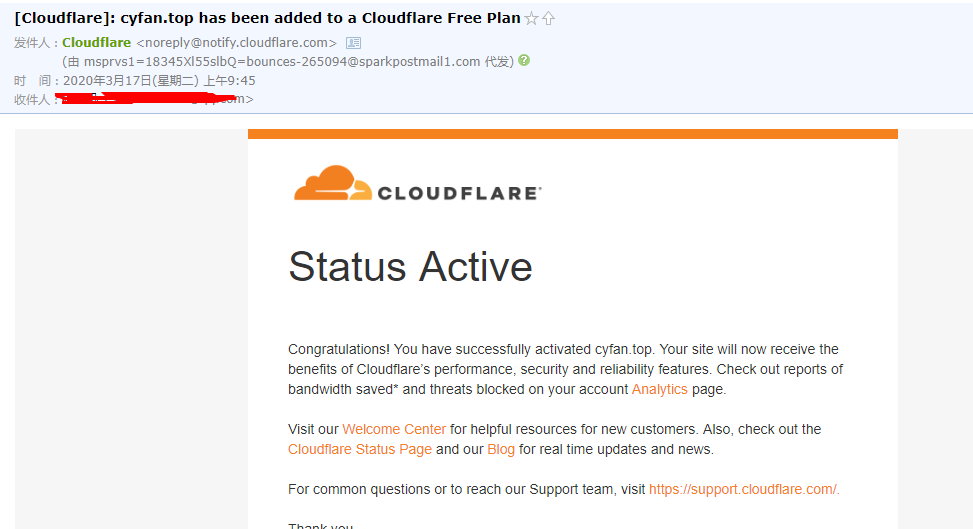 [Cloudflare]: cyfan.top has been added to a Cloudflare Free Plan
发件人：Cloudflare <noreply@notify.cloudflare.com>
(由 msprvs1=18345Xl55slbQ=bounces-265094@sparkpostmail1.com 代发)
时　间：2020年3月17日(星期二) 上午9:45
收件人：
CLOUDFLARE
Status Active
Congratulations! You have successfully activated cyfan.top. Your site will now receive the
benefits of Cloudflare's performance, security and reliability features. Check out reports of
bandwidth saved* and threats blocked on your account Analytics page.
Visit our Welcome Center for helpful resources for new customers. Also, check out the
Cloudflare Status Page and our Blog for real time updates and news.
For common questions or to reach our Support team, visit https://support.cloudflare.com/.
Thank you